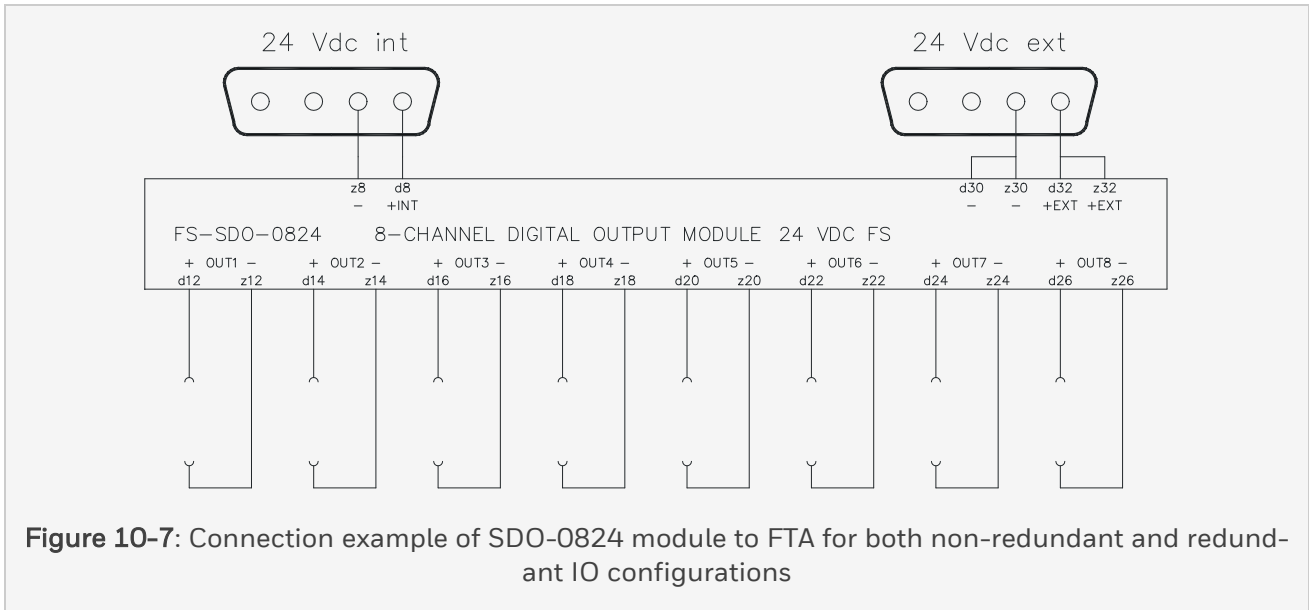 24 Vdc int 24 Vdc ext
z8 d8 d30 z30 d32 z32
− +INT − − +EXT +EXT
FS−SDO−0824 8−CHANNEL DIGITAL OUTPUT MODULE 24 VDC FS
+ OUT1 − + OUT2 − + OUT3 − + OUT4 − + OUT5 − + OUT6 − + OUT7 − + OUT8 −
d12 z12 d14 z14 d16 z16 d18 z18 d20 z20 d22 z22 d24 z24 d26 z26
Figure 10-7: Connection example of SDO-0824 module to FTA for both non-redundant and redund-
ant IO configurations